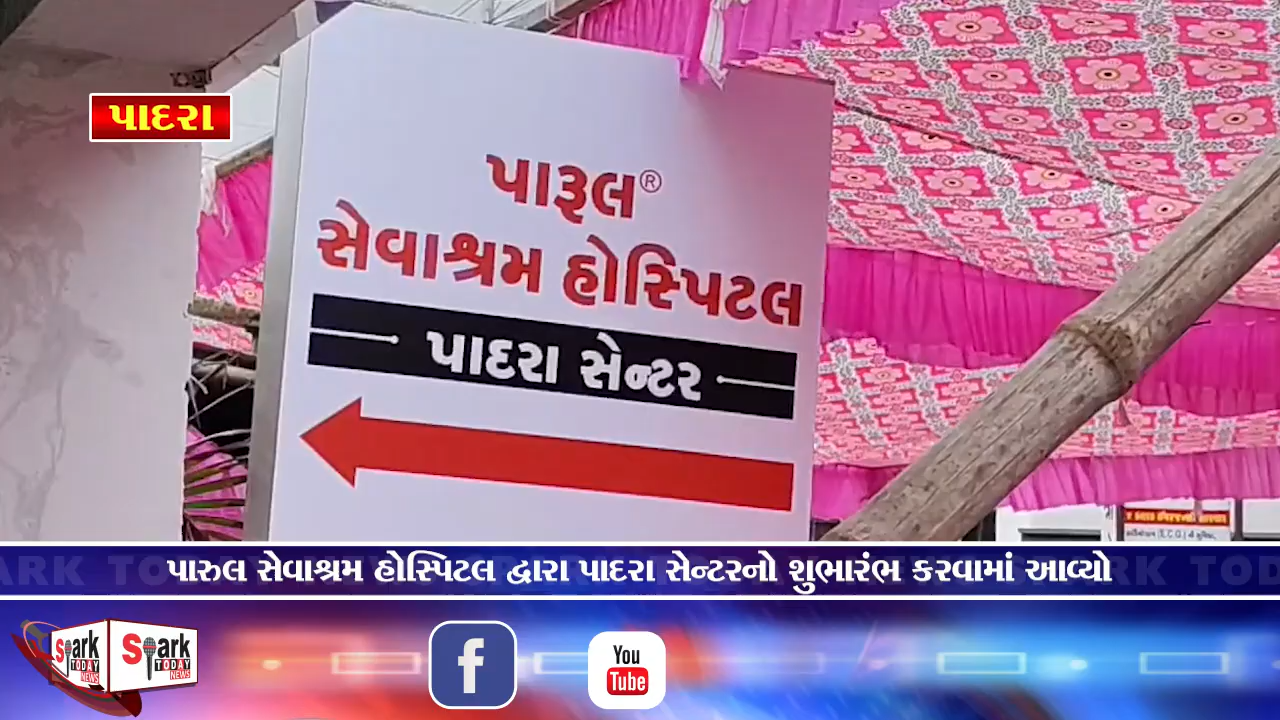 પાદરા
પારૂલ®
સેવાશ્રમ હોસ્પિટલ
પાદરા સેન્ટર
પારુલ સેવાશ્રમ હોસ્પિટલ દ્વારા પાદરા સેન્ટરનો શુભારંભ કરવામાં આવ્યો
Spark TODAY NEWS
Spark TODAY NEWS
f
You Tube